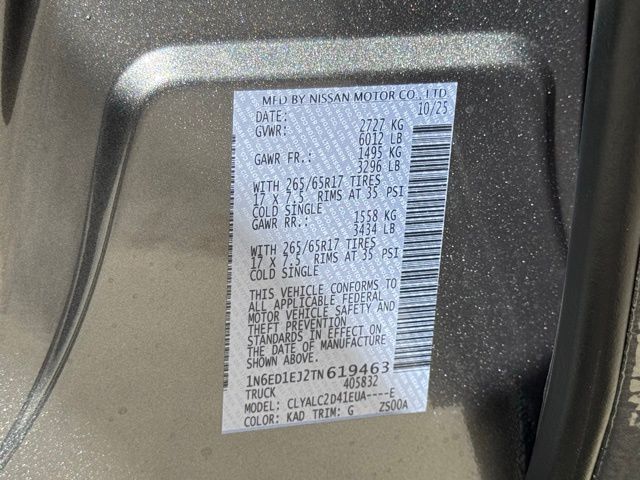 MFD BY NISSAN MOTOR CO., LTD.
DATE: 10/25
GVWR: 2727 KG
6012 LB
GAWR FR.: 1495 KG
3296 LB
WITH 265/65R17 TIRES
17 X 7.5 RIMS AT 35 PSI
COLD SINGLE
GAWR RR.: 1558 KG
3434 LB
WITH 265/65R17 TIRES
17 X 7.5 RIMS AT 35 PSI
COLD SINGLE
THIS VEHICLE CONFORMS TO
ALL APPLICABLE FEDERAL
MOTOR VEHICLE SAFETY AND
THEFT PREVENTION
STANDARDS IN EFFECT ON
THE DATE OF MANUFACTURE
SHOWN ABOVE.
1N6ED1EJ2TN619463
TRUCK 405832
MODEL: CLYALC2D41EUA----E
COLOR: KAD TRIM: G ZS00A